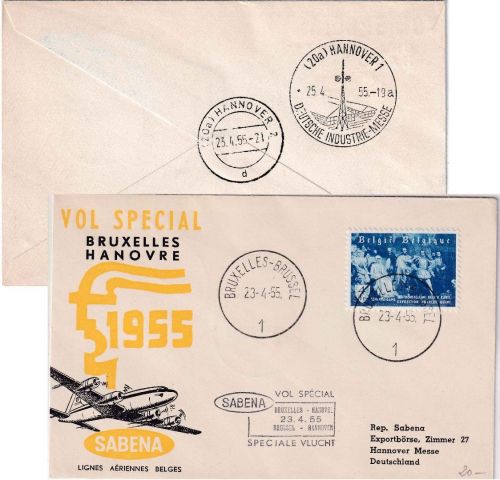 (20a) HANNOVER 1
25.4 55.-19a
DEUTSCHE INDUSTRIE-MESSE
(20a) HANNOVER 2
23.4.55.-21
d
VOL SPECIAL
BRUXELLES
HANOVRE
1955
SABENA
LIGNES AÉRIENNES BELGES
België Belgique
BRUXELLES-BRUSSEL
23-4-55.
1
23-4-55.
1
VOL SPÉCIAL
SABENA
BRUXELLES - HANOVRE
23.4.55
BRUSSEL - HANNOVER
SPECIALE VLUCHT
Rep. Sabena
Exportbörse, Zimmer 27
Hannover Messe
Deutschland
20—